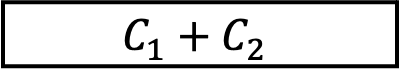 C₁ + C₂